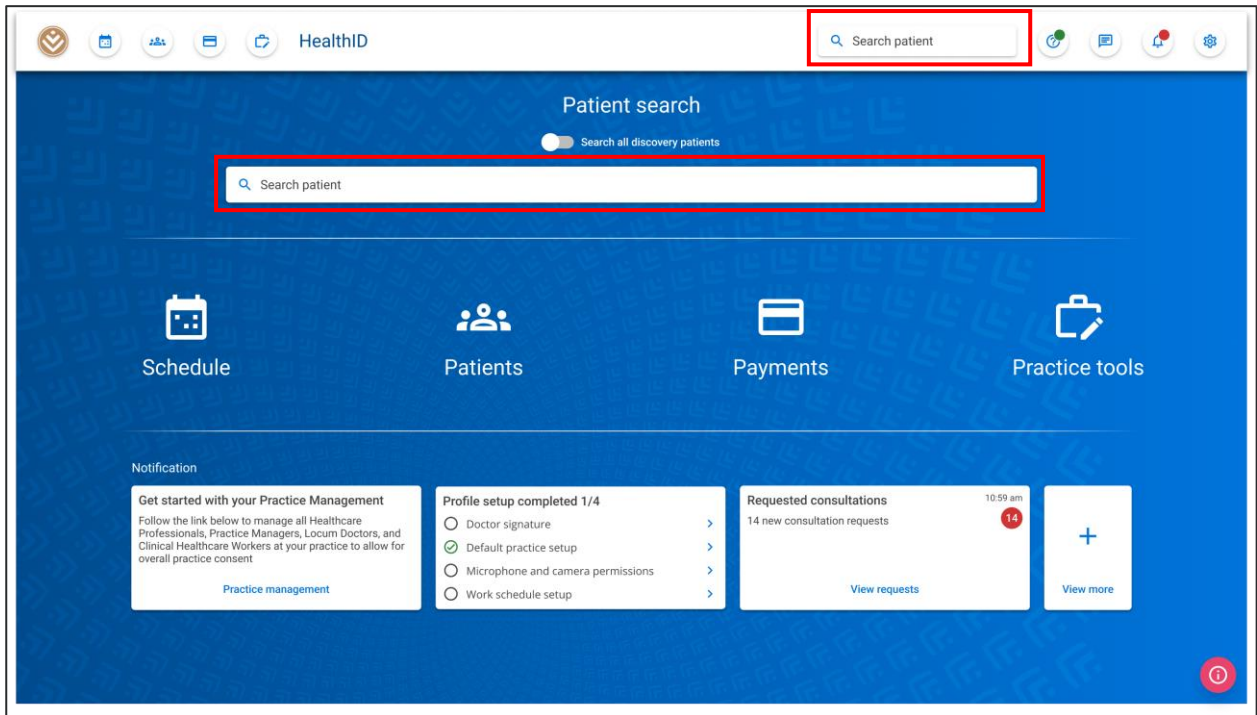 HealthID
Search patient
Patient search
Search all discovery patients
Search patient
Schedule
Patients
Payments
Practice tools
Notification
Get started with your Practice Management
Follow the link below to manage all Healthcare
Professionals, Practice Managers, Locum Doctors, and
Clinical Healthcare Workers at your practice to allow for
overall practice consent
Practice management
Profile setup completed 1/4
Doctor signature
Default practice setup
Microphone and camera permissions
Work schedule setup
Requested consultations
10:59 am
14 new consultation requests
14
View requests
View more